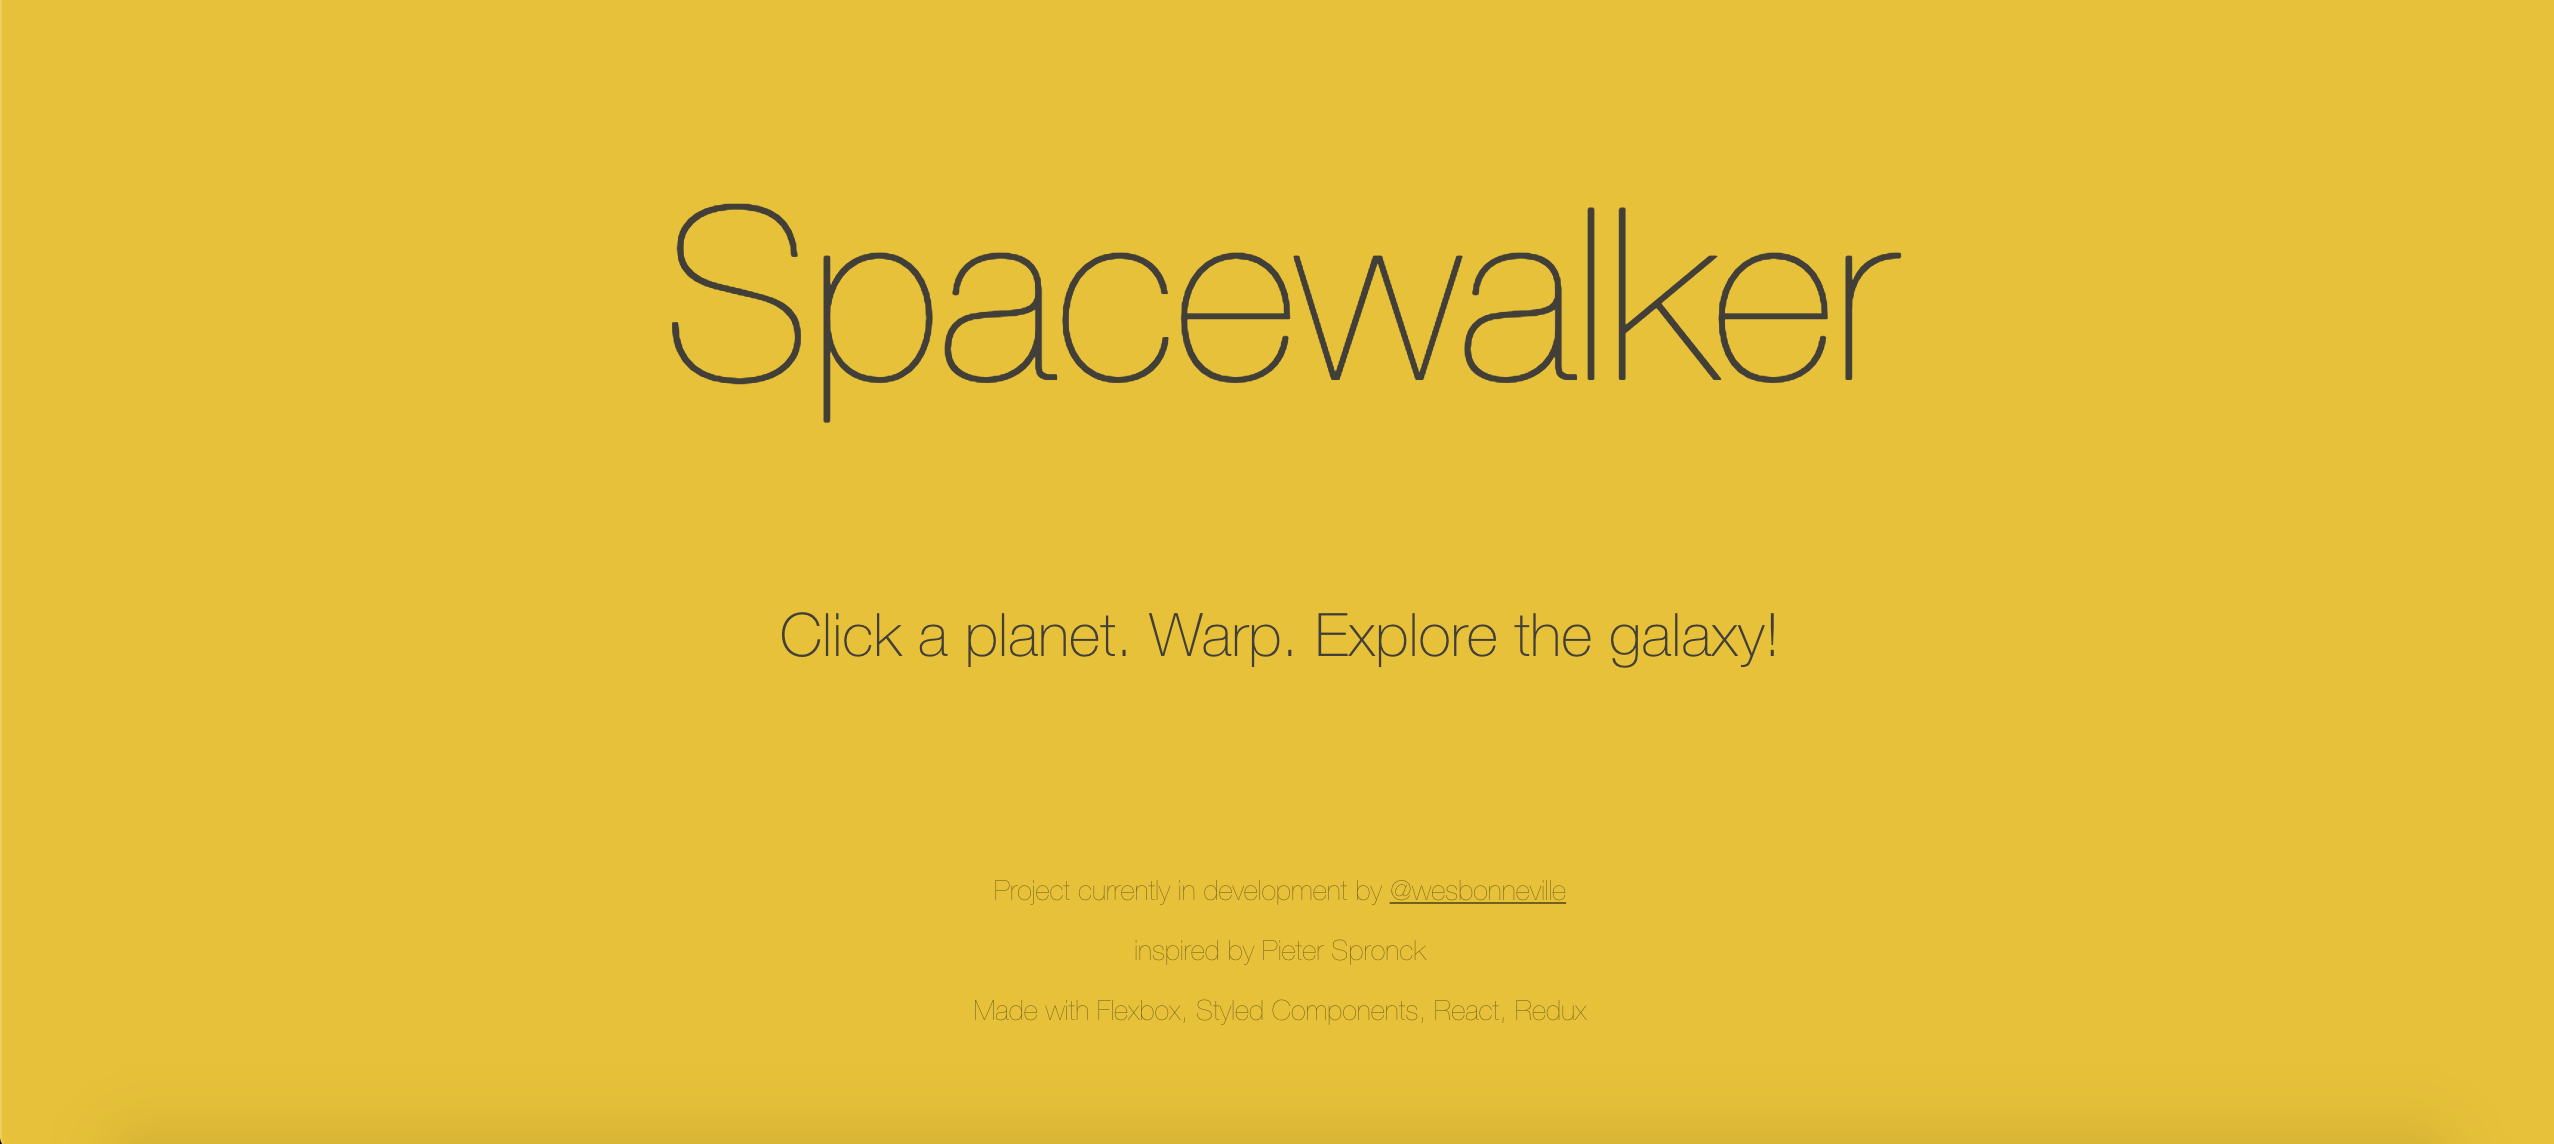 Spacewalker
Click a planet. Warp. Explore the galaxy!
Project currently in development by @wesbonneville
inspired by Pieter Spronck
Made with Flexbox, Styled Components, React, Redux